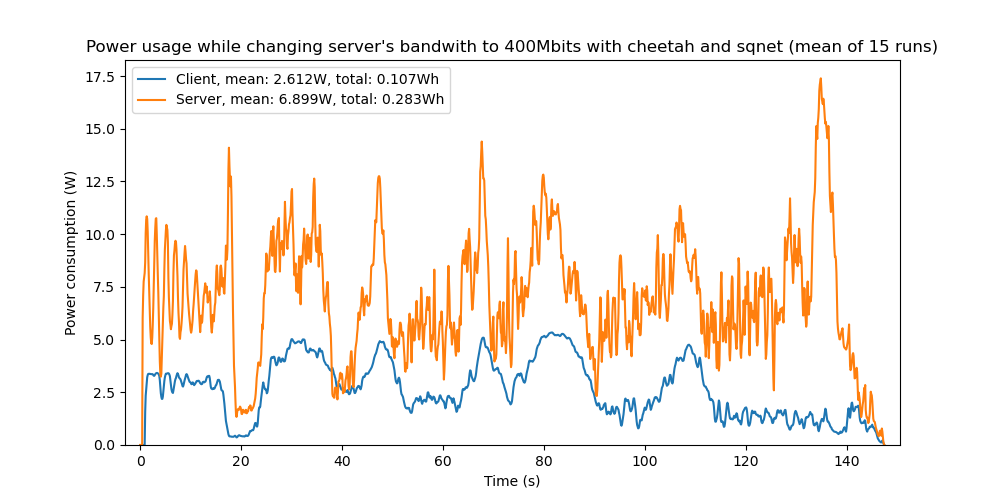 Power usage while changing server's bandwith to 400Mbits with cheetah and sqnet (mean of 15 runs)
Client, mean: 2.612W, total: 0.107Wh
Server, mean: 6.899W, total: 0.283Wh
Power consumption (W)
17.5
15.0
12.5
10.0
7.5
5.0
2.5
0.0
0 20 40 60 80 100 120 140
Time (s)